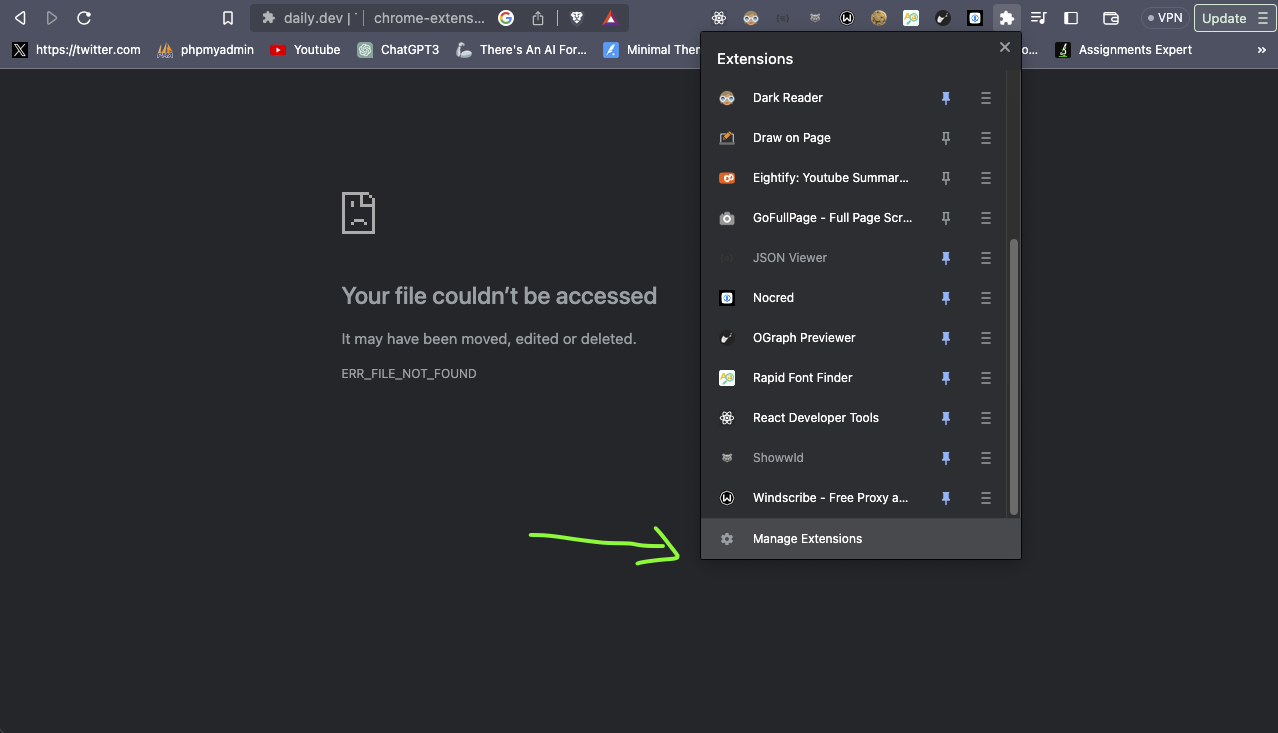 daily.dev | chrome-extens...
VPN
Update
https://twitter.com
phpmyadmin
Youtube
ChatGPT3
There's An AI For...
Minimal Ther
o...
Assignments Expert
»
Extensions
Dark Reader
Draw on Page
Eightify: Youtube Summar...
GoFullPage - Full Page Scr...
JSON Viewer
Nocred
OGraph Previewer
Rapid Font Finder
React Developer Tools
Showwld
Windscribe - Free Proxy a...
Manage Extensions
Your file couldn’t be accessed
It may have been moved, edited or deleted.
ERR_FILE_NOT_FOUND